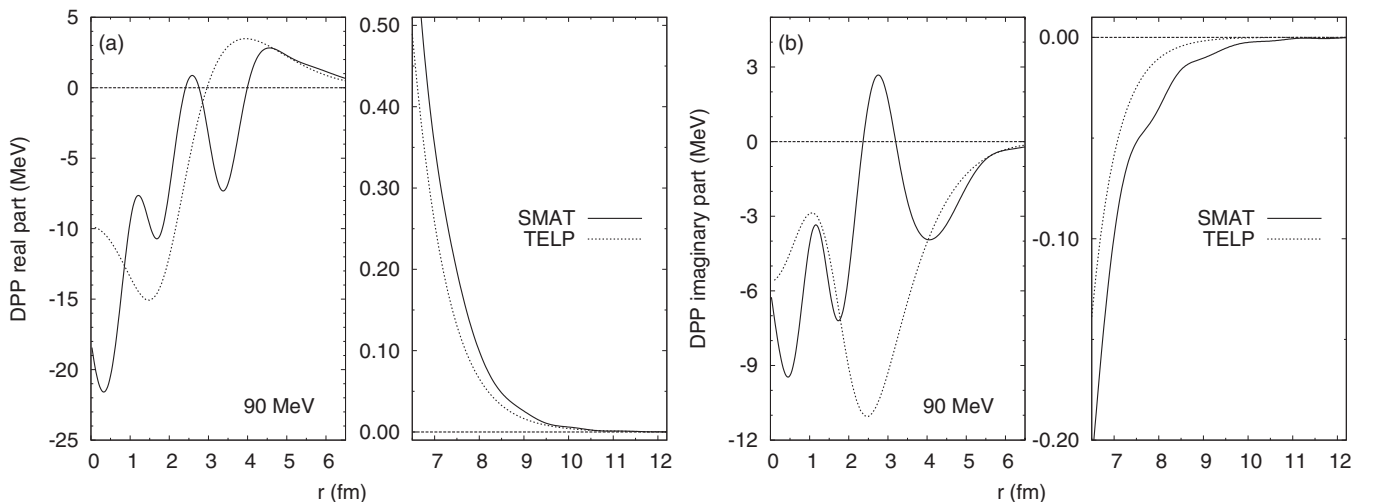 (a)
DPP real part (MeV)
5
0
-5
-10
-15
-20
-25
90 MeV
0 1 2 3 4 5 6
r (fm)
0.50
0.40
0.30
0.20
0.10
0.00
SMAT
TELP
7 8 9 10 11 12
(b)
DPP imaginary part (MeV)
3
0
-3
-6
-9
-12
90 MeV
0 1 2 3 4 5 6
r (fm)
0.00
-0.10
-0.20
SMAT
TELP
7 8 9 10 11 12